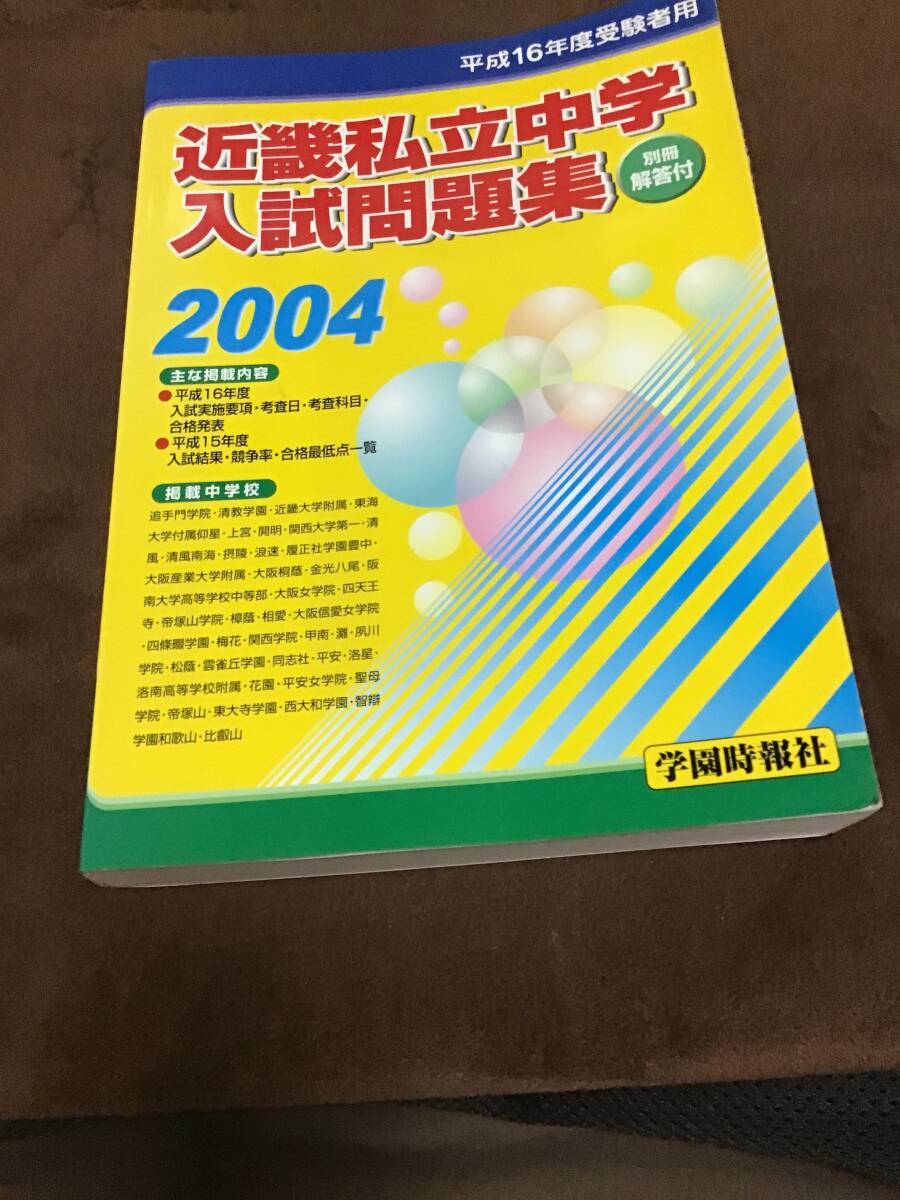 平成16年度受験者用
近畿私立中学
入試問題集
別冊
解答付
2004
主な掲載内容
●平成16年度
入試実施要項・考査日・考査科目・
合格発表
●平成15年度
入試結果・競争率・合格最低点一覧
掲載中学校
追手門学院・清教学園・近畿大学附属・東海
大学付属仰星・上宮・開明・関西大学第一・清
風・清風南海・摂陵・浪速・履正社学園豊中・
大阪産業大学附属・大阪桐蔭・金光八尾・阪
南大学高等学校中等部・大阪女学院・四天王
寺・帝塚山学院・樟蔭・相愛・大阪信愛女学院
・四條畷学園・梅花・関西学院・甲南・灘・夙川
学院・松蔭・雲雀丘学園・同志社・平安・洛星・
洛南高等学校附属・花園・平安女学院・聖母
学院・帝塚山・東大寺学園・西大和学園・智辯
学園和歌山・比叡山
学園時報社